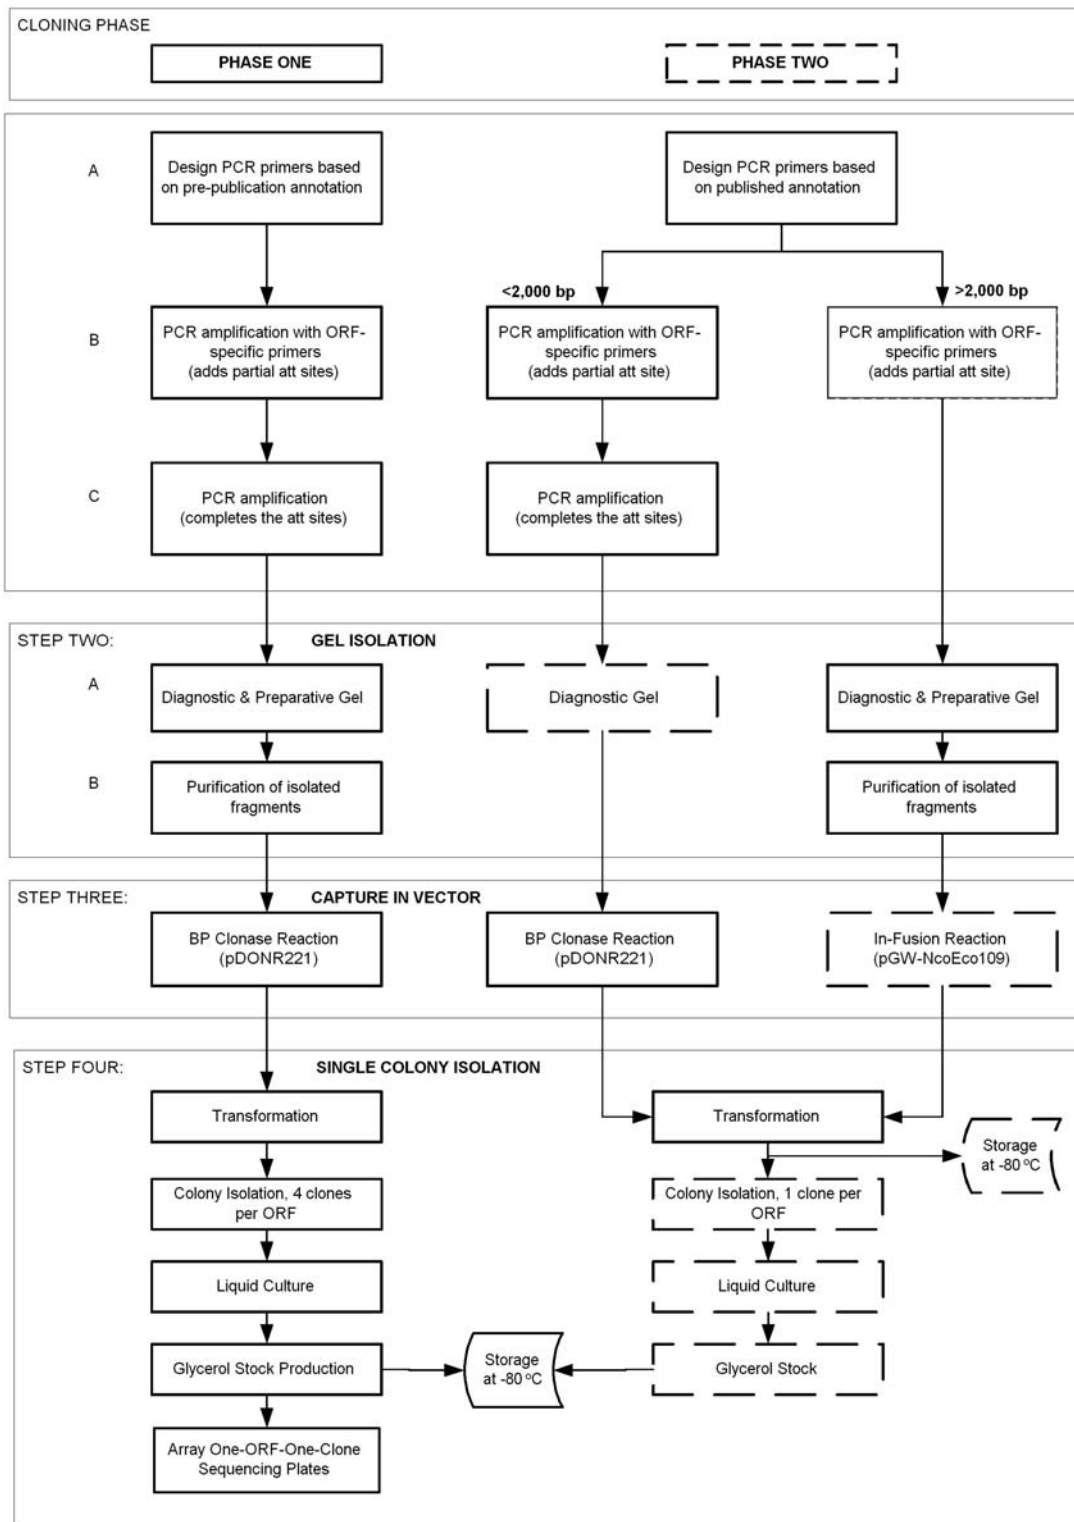 CLONING PHASE
PHASE ONE
PHASE TWO
A
Design PCR primers based
on pre-publication annotation
Design PCR primers based
on published annotation
<2,000 bp
>2,000 bp
B
PCR amplification with ORF-
specific primers
(adds partial att sites)
PCR amplification with ORF-
specific primers
(adds partial att site)
PCR amplification with ORF-
specific primers
(adds partial att site)
C
PCR amplification
(completes the att sites)
PCR amplification
(completes the att sites)
STEP TWO:
GEL ISOLATION
A
Diagnostic & Preparative Gel
Diagnostic Gel
Diagnostic & Preparative Gel
B
Purification of isolated
fragments
Purification of isolated
fragments
STEP THREE:
CAPTURE IN VECTOR
BP Clonase Reaction
(pDONR221)
BP Clonase Reaction
(pDONR221)
In-Fusion Reaction
(pGW-NcoEco109)
STEP FOUR:
SINGLE COLONY ISOLATION
Transformation
Transformation
Storage
at -80 ºC
Colony Isolation, 4 clones
per ORF
Colony Isolation, 1 clone per
ORF
Liquid Culture
Liquid Culture
Glycerol Stock Production
Storage
at -80 ºC
Glycerol Stock
Array One-ORF-One-Clone
Sequencing Plates